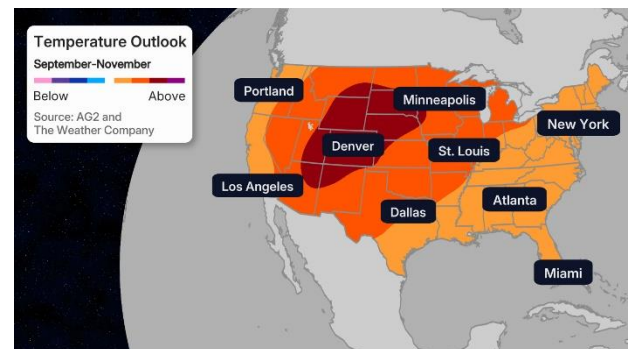 Temperature Outlook
September-November
Below Above
Source: AG2 and
The Weather Company
Portland
Minneapolis
New York
Denver
St. Louis
Los Angeles
Dallas
Atlanta
Miami